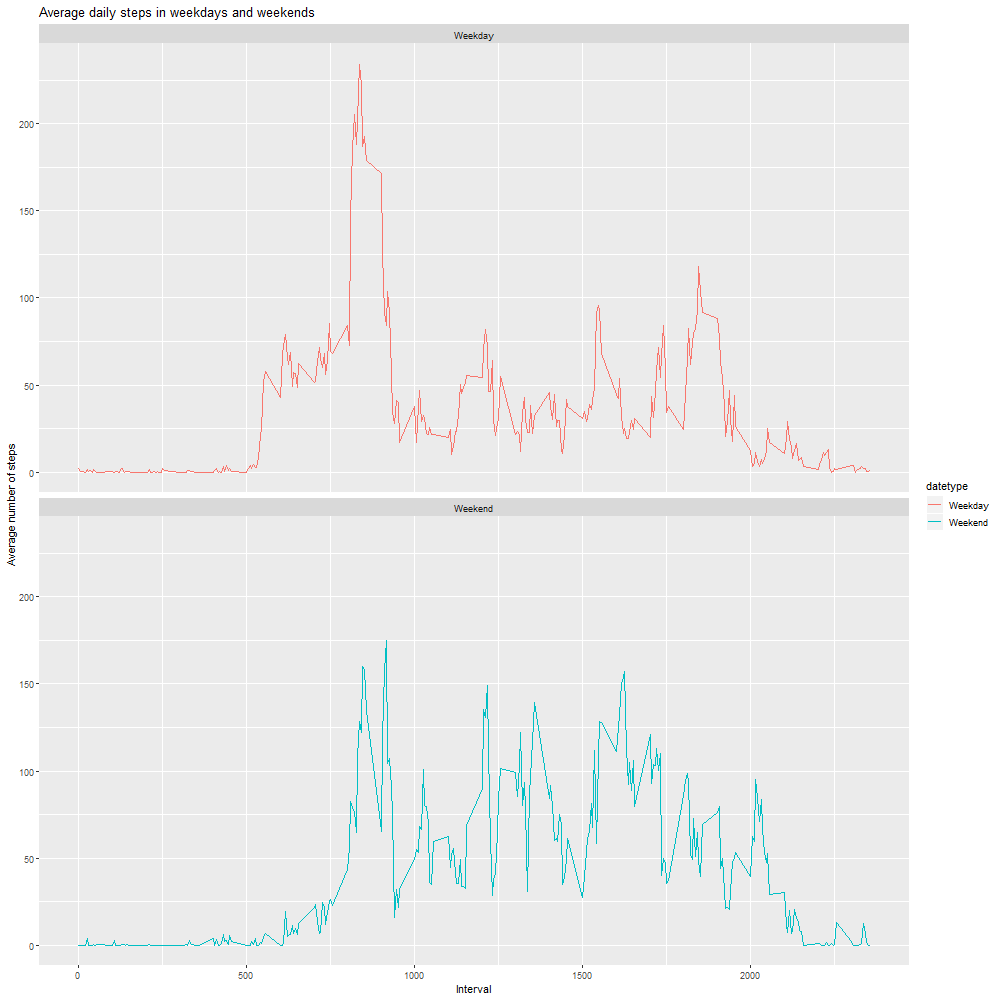 Average daily steps in weekdays and weekends
Weekday
200
150
100
50
0
Average number of steps
Weekend
200
150
100
50
0
0
500
1000
1500
2000
Interval
datetype
Weekday
Weekend